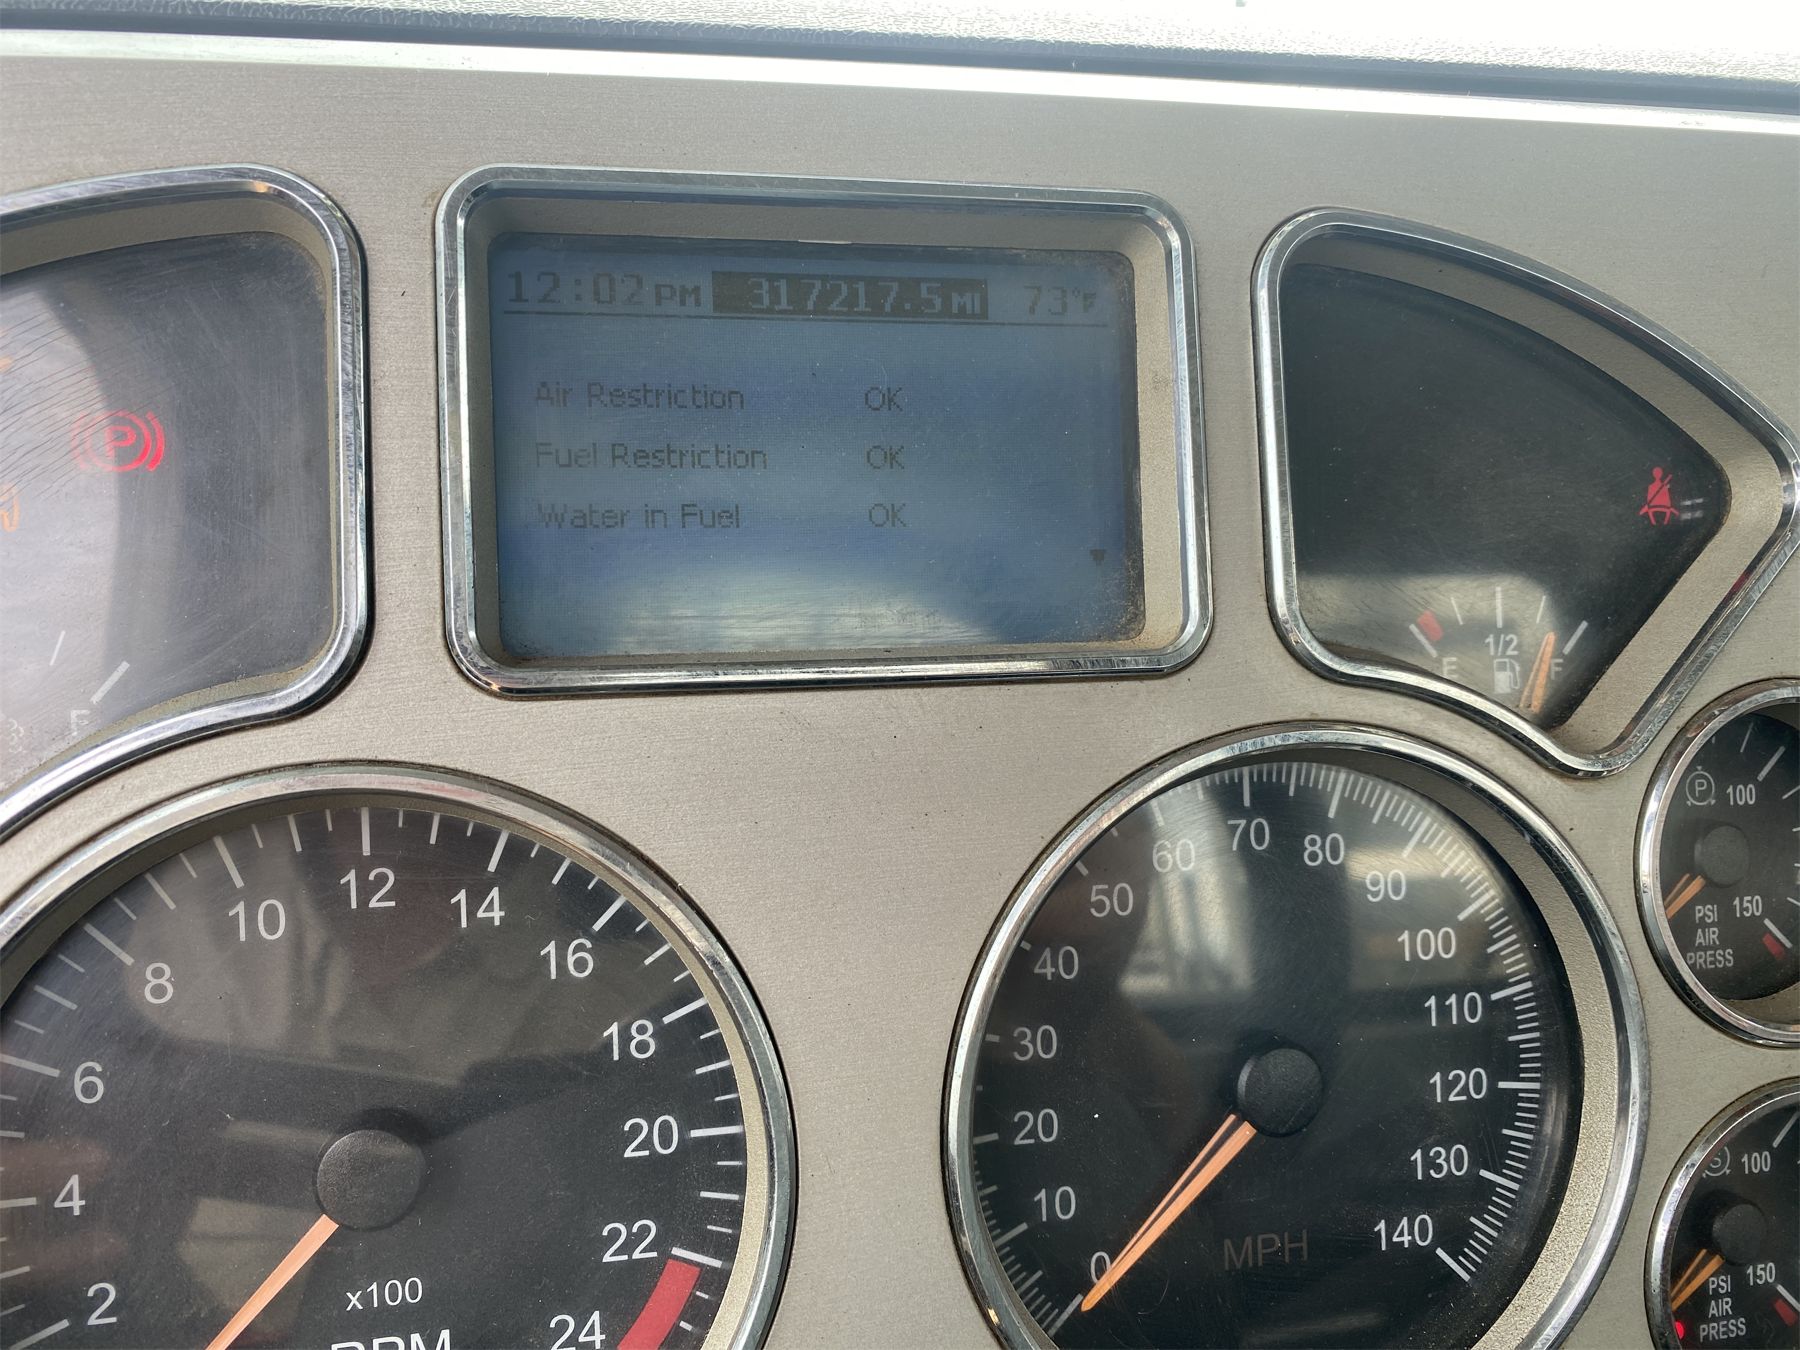 12:02 PM 317217.5 MI 73°F
Air Restriction OK
Fuel Restriction OK
Water in Fuel OK
P
F
E 1/2 F
2 4 6 8 10 12 14 16 18 20 22 24
x100
RPM
0 10 20 30 40 50 60 70 80 90 100 110 120 130 140
MPH
P 100
150
PSI
AIR
PRESS
S 100
150
PSI
AIR
PRESS